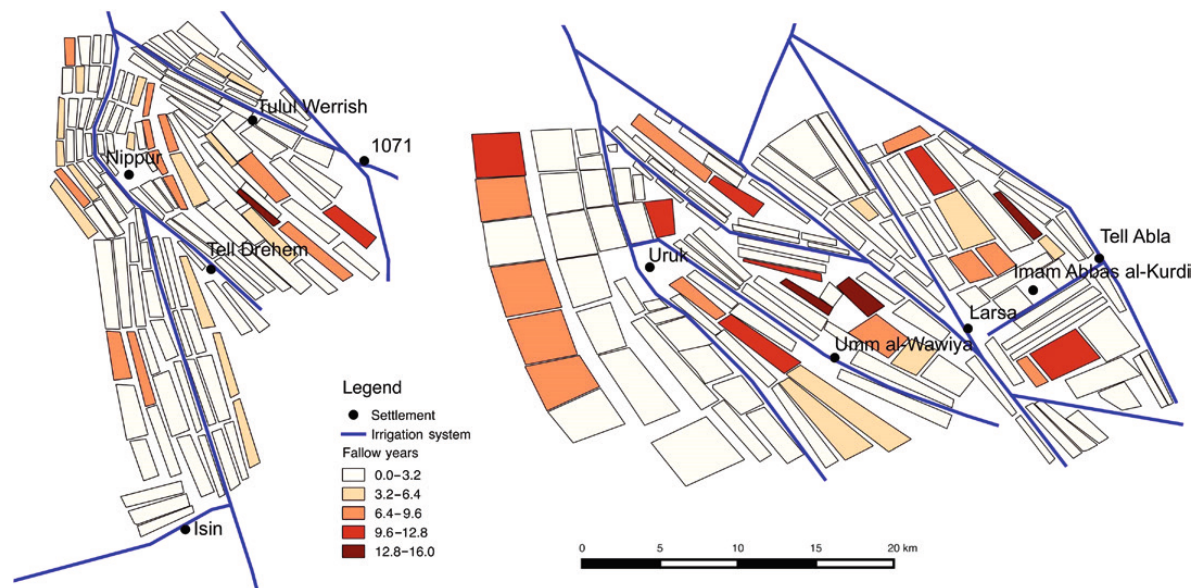 Tulul Werrish
1071
Nippur
Tell Drehem
Isin
Uruk
Umm al-Wawiya
Larsa
Tell Abla
Imam Abbas al-Kurdi
Legend
Settlement
Irrigation system
Fallow years
0.0–3.2
3.2–6.4
6.4–9.6
9.6–12.8
12.8–16.0
0 5 10 15 20 km